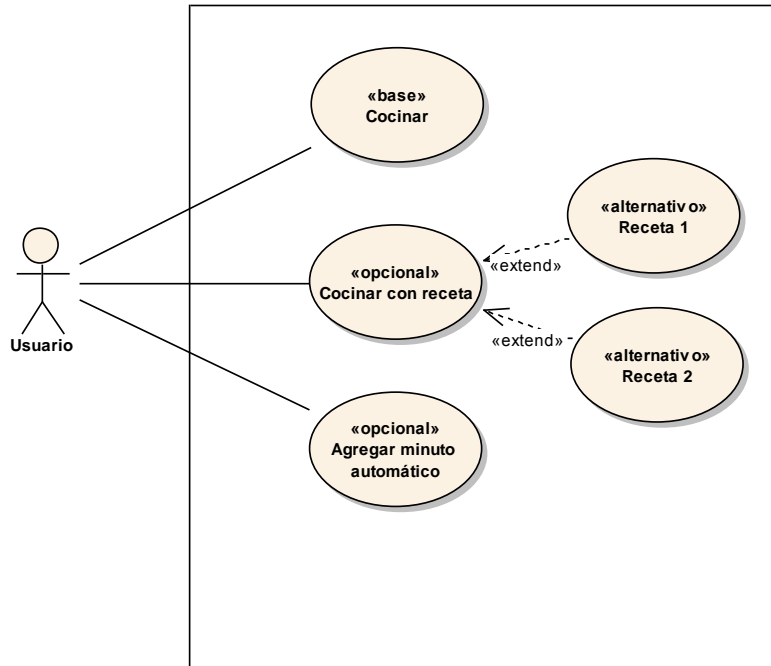 «base»
Cocinar
«alternativo»
Receta 1
«opcional»
Cocinar con receta
«extend»
«extend»
«alternativo»
Receta 2
Usuario
«opcional»
Agregar minuto
automático